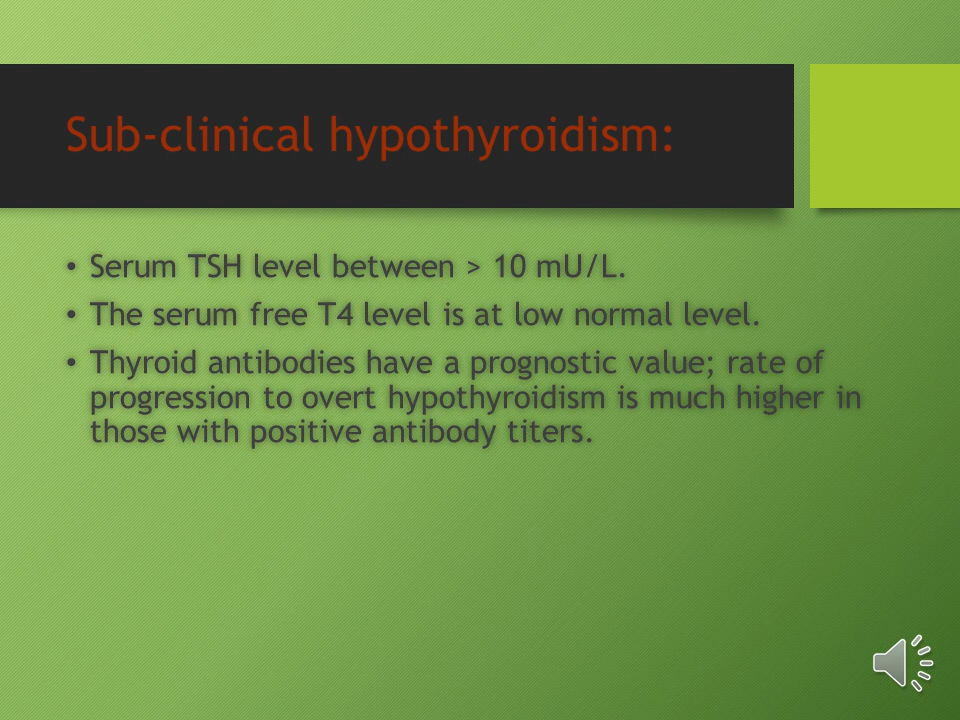 Sub-clinical hypothyroidism:
• Serum TSH level between > 10 mU/L.
• The serum free T4 level is at low normal level.
• Thyroid antibodies have a prognostic value; rate of
progression to overt hypothyroidism is much higher in
those with positive antibody titers.